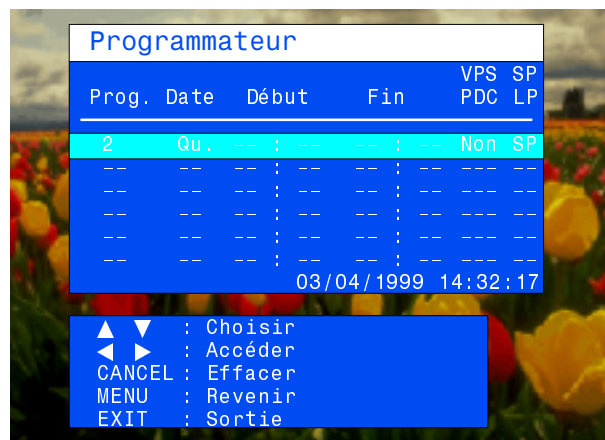 Programmateur
VPS SP
Prog. Date Début Fin PDC LP
2 Qu. -- : -- -- : -- Non SP
-- -- -- : -- -- : -- --- --
-- -- -- : -- -- : -- --- --
-- -- -- : -- -- : -- --- --
-- -- -- : -- -- : -- --- --
-- -- -- : -- -- : -- --- --
03/04/1999 14:32:17
▲ ▼ : Choisir
◀ ▶ : Accéder
CANCEL : Effacer
MENU : Revenir
EXIT : Sortie